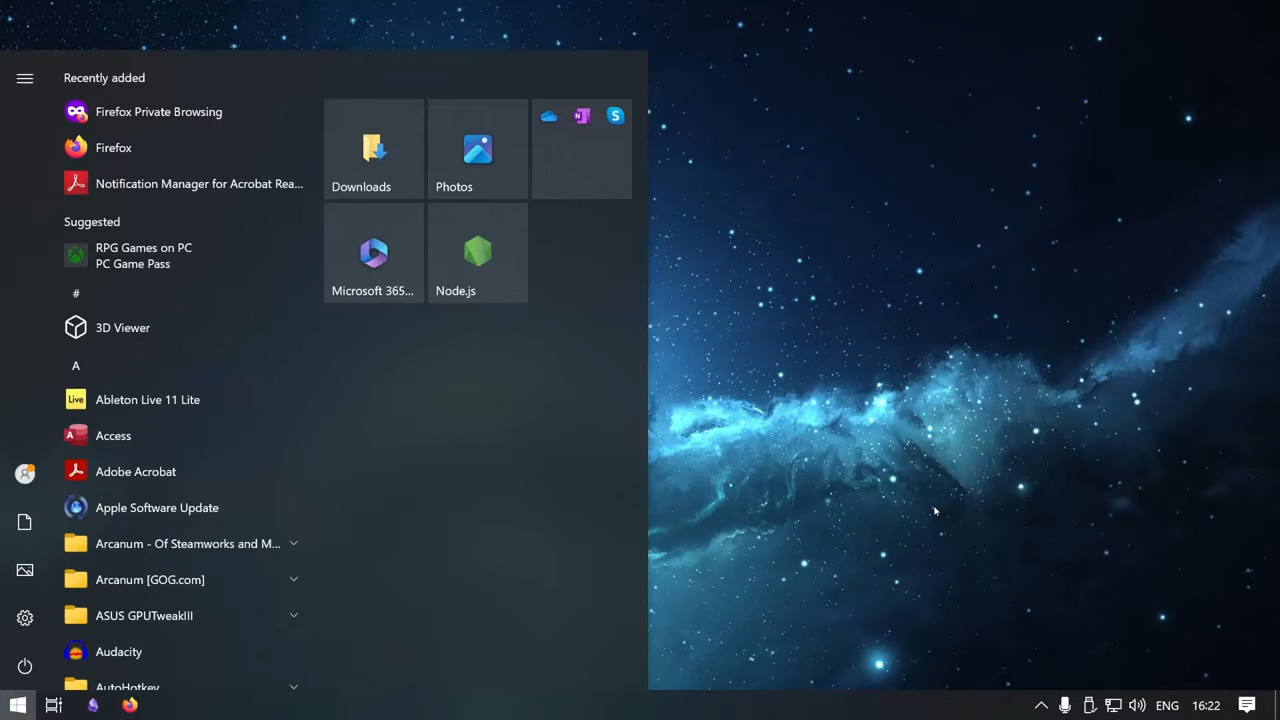 Recently added
Firefox Private Browsing
Firefox
Notification Manager for Acrobat Rea...
Suggested
RPG Games on PC
PC Game Pass
#
3D Viewer
A
Live
Ableton Live 11 Lite
A
Access
Adobe Acrobat
Apple Software Update
Arcanum - Of Steamworks and M...
Arcanum [GOG.com]
ASUS GPUTweakIII
Audacity
AutoHotkey
Downloads
Photos
N
S
Microsoft 365...
Node.js
ENG
16:22